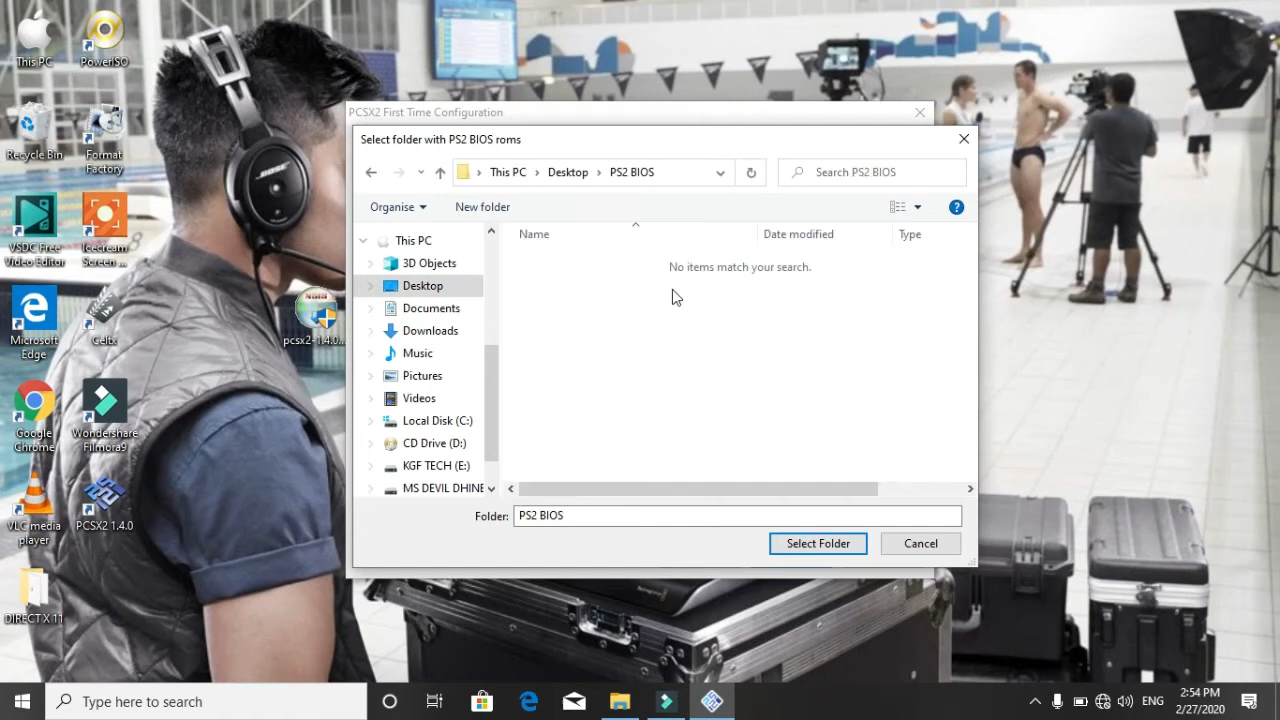 This PC
PowerISO
Recycle Bin
Format
Factory
VSDC Free
Video Editor
Icecream
Screen ...
Microsoft
Edge
Celtx
pcsx2-1.4.0...
Google
Chrome
Wondershare
Filmora9
VLC media
player
PCSX2 1.4.0
DIRECT X 11
BOSE
PCSX2 First Time Configuration
Select folder with PS2 BIOS roms
This PC > Desktop > PS2 BIOS
Search PS2 BIOS
Organise
New folder
This PC
3D Objects
Desktop
Documents
Downloads
Music
Pictures
Videos
Local Disk (C:)
CD Drive (D:)
KGF TECH (E:)
MS DEVIL DHINE
Name
Date modified
Type
No items match your search.
Folder:
PS2 BIOS
Select Folder
Cancel
Type here to search
ENG
2:54 PM
2/27/2020